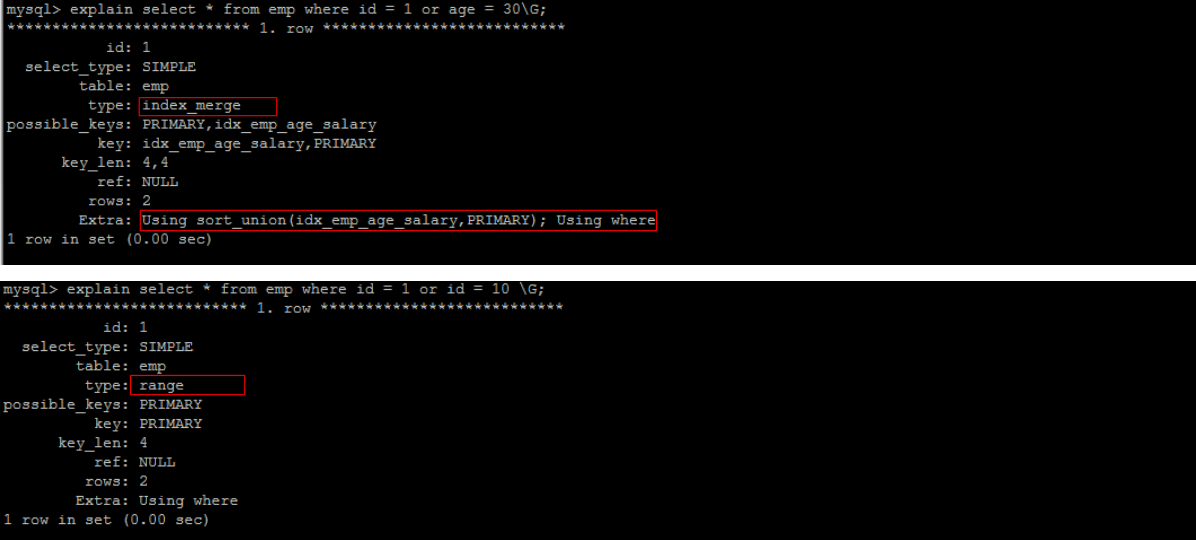 mysql> explain select * from emp where id = 1 or age = 30\G;
*************************** 1. row ***************************
id: 1
select_type: SIMPLE
table: emp
type: index_merge
possible_keys: PRIMARY,idx_emp_age_salary
key: idx_emp_age_salary,PRIMARY
key_len: 4,4
ref: NULL
rows: 2
Extra: Using sort_union(idx_emp_age_salary,PRIMARY); Using where
1 row in set (0.00 sec)
mysql> explain select * from emp where id = 1 or id = 10 \G;
*************************** 1. row ***************************
id: 1
select_type: SIMPLE
table: emp
type: range
possible_keys: PRIMARY
key: PRIMARY
key_len: 4
ref: NULL
rows: 2
Extra: Using where
1 row in set (0.00 sec)